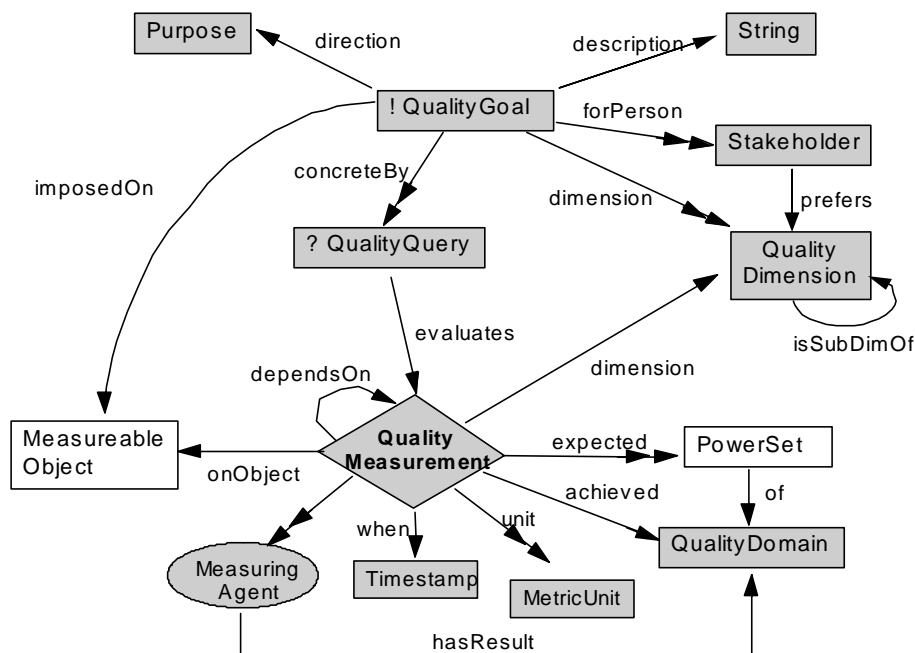 Purpose
direction
description
String
! QualityGoal
forPerson
Stakeholder
concreteBy
imposedOn
dimension
prefers
? QualityQuery
Quality
Dimension
evaluates
isSubDimOf
dependsOn
dimension
Measureable
Object
onObject
Quality
Measurement
expected
PowerSet
achieved
of
when
unit
QualityDomain
Measuring
Agent
Timestamp
MetricUnit
hasResult